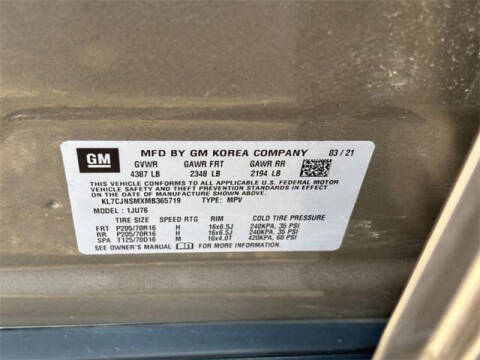 GM
MFD BY GM KOREA COMPANY 03 / 21
GVWR GAWR FRT GAWR RR
4387 LB 2348 LB 2194 LB
THIS VEHICLE CONFORMS TO ALL APPLICABLE U.S. FEDERAL MOTOR
VEHICLE SAFETY AND THEFT PREVENTION STANDARDS IN EFFECT ON
THE DATE OF MANUFACTURE SHOWN ABOVE.
KL7CJNSMXMB365719 TYPE: MPV
MODEL : 1JU76
TIRE SIZE SPEED RTG RIM COLD TIRE PRESSURE
FRT P205/70R16 H 16x6.5J 240KPA, 35 PSI
RR P205/70R16 H 16x6.5J 240KPA, 35 PSI
SPA T125/70D16 M 16x4.0T 420KPA, 60 PSI
SEE OWNER'S MANUAL FOR MORE INFORMATION.